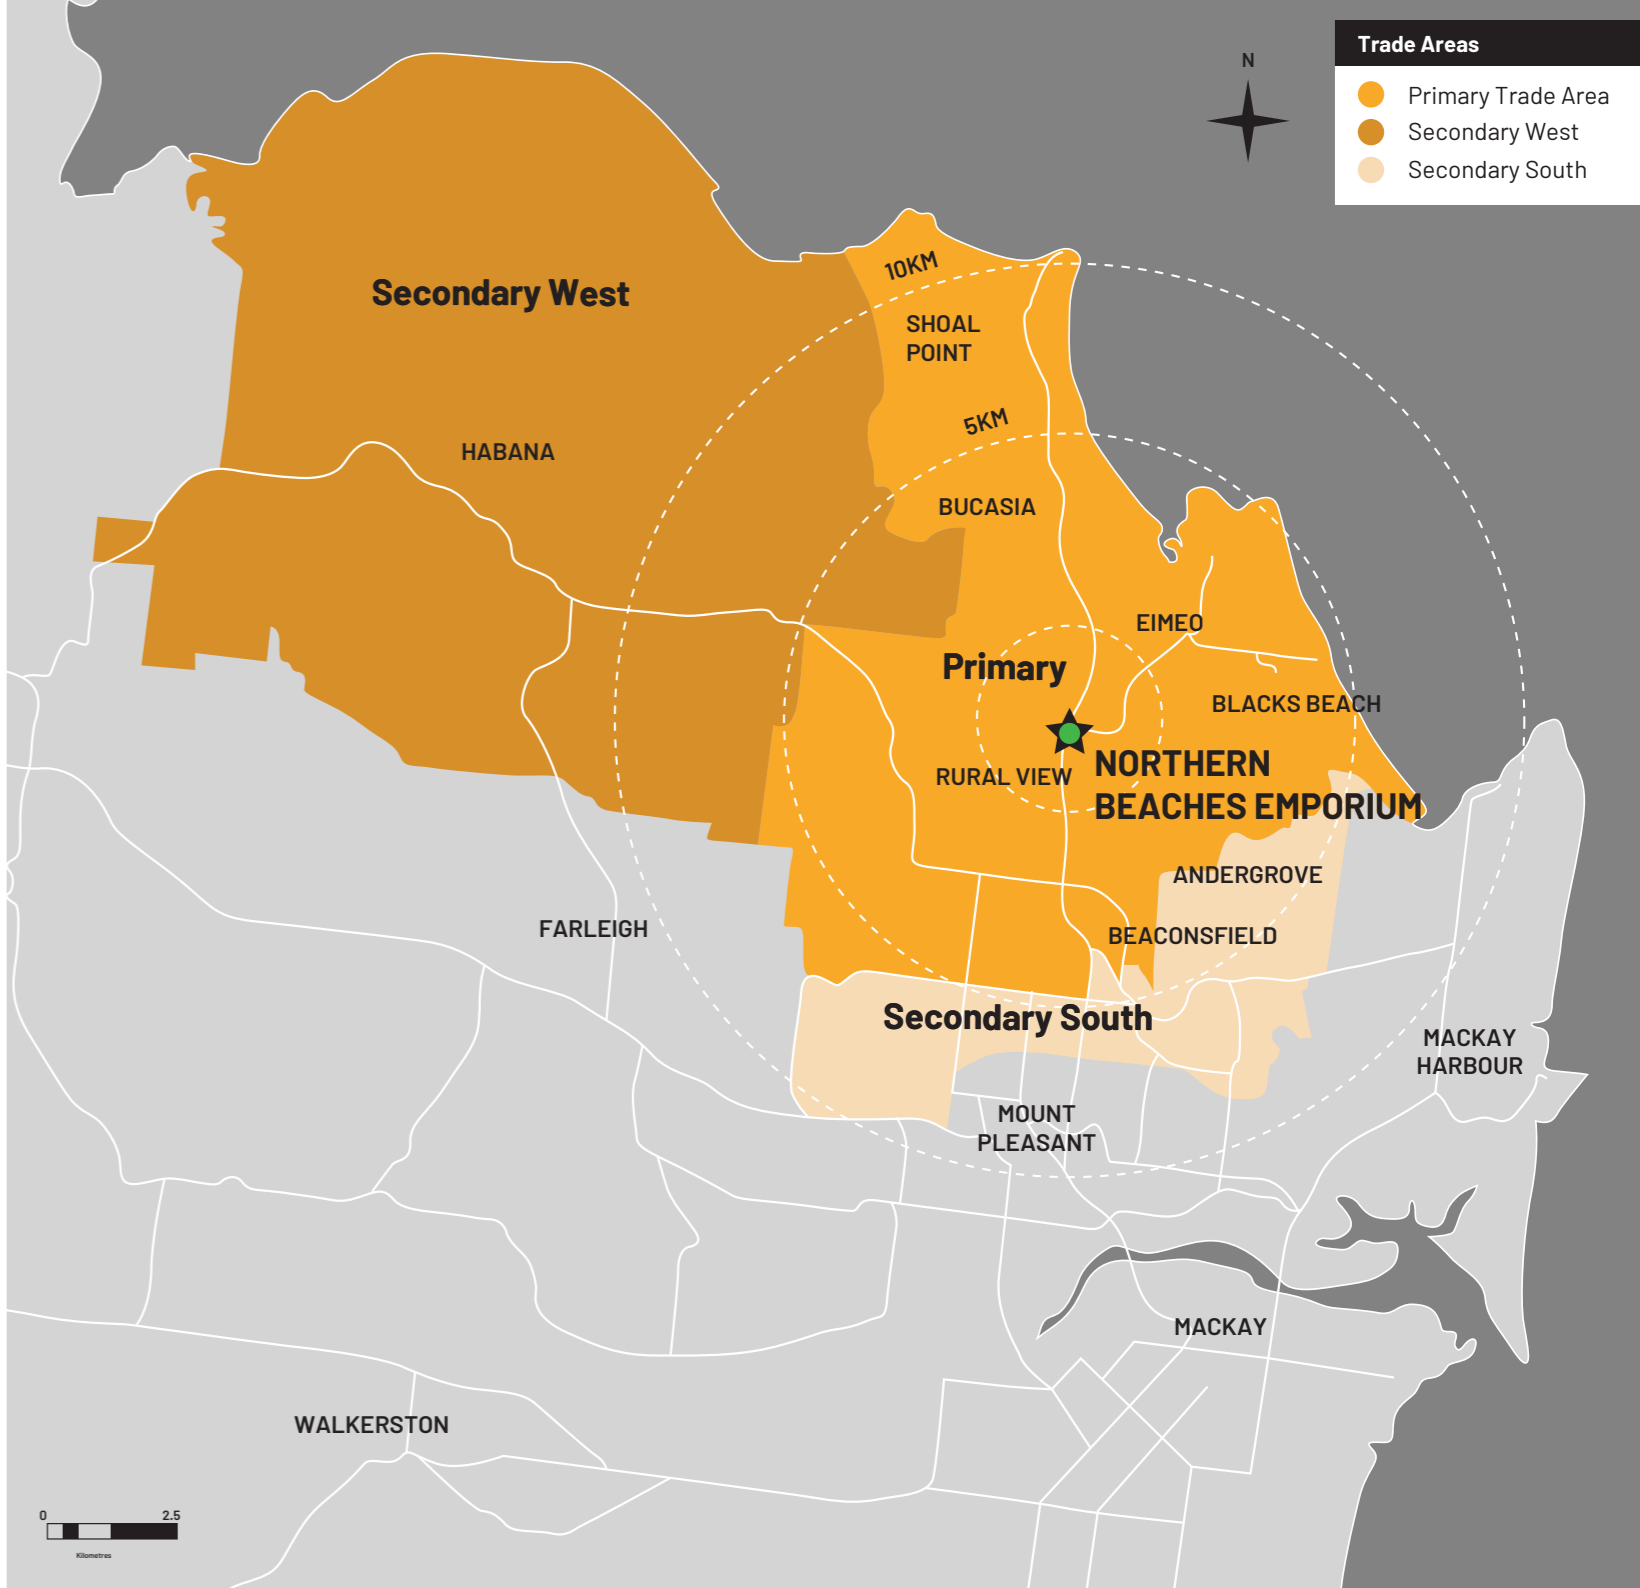 N
Trade Areas
Primary Trade Area
Secondary West
Secondary South
10KM
Secondary West
SHOAL
POINT
5KM
HABANA
BUCASIA
EIMEO
Primary
BLACKS BEACH
RURAL VIEW
NORTHERN
BEACHES EMPORIUM
ANDERGROVE
FARLEIGH
BEACONSFIELD
Secondary South
MACKAY
HARBOUR
MOUNT
PLEASANT
MACKAY
WALKERSTON
0 2.5
Kilometres